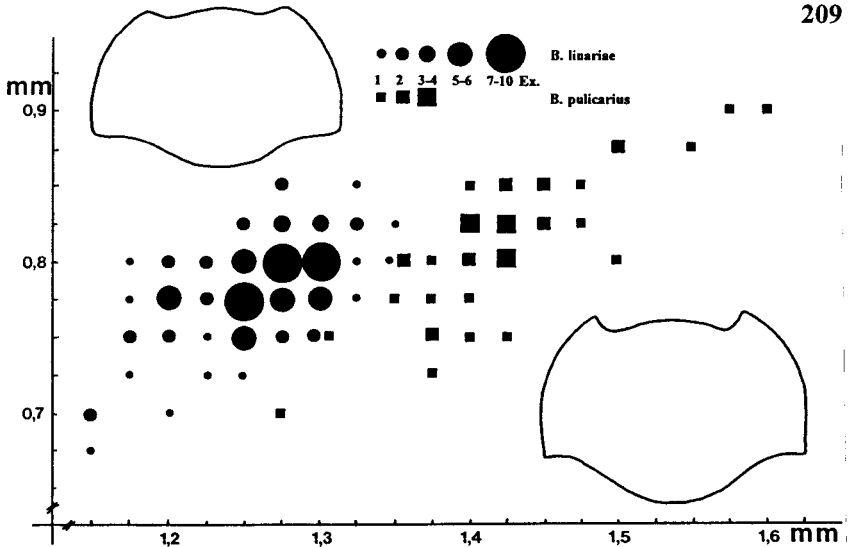 209
B. linariae
1 2 3-4 5-6 7-10 Ex.
B. pulicarius
mm
0,9
0,8
0,7
1,2 1,3 1,4 1,5 1,6 mm